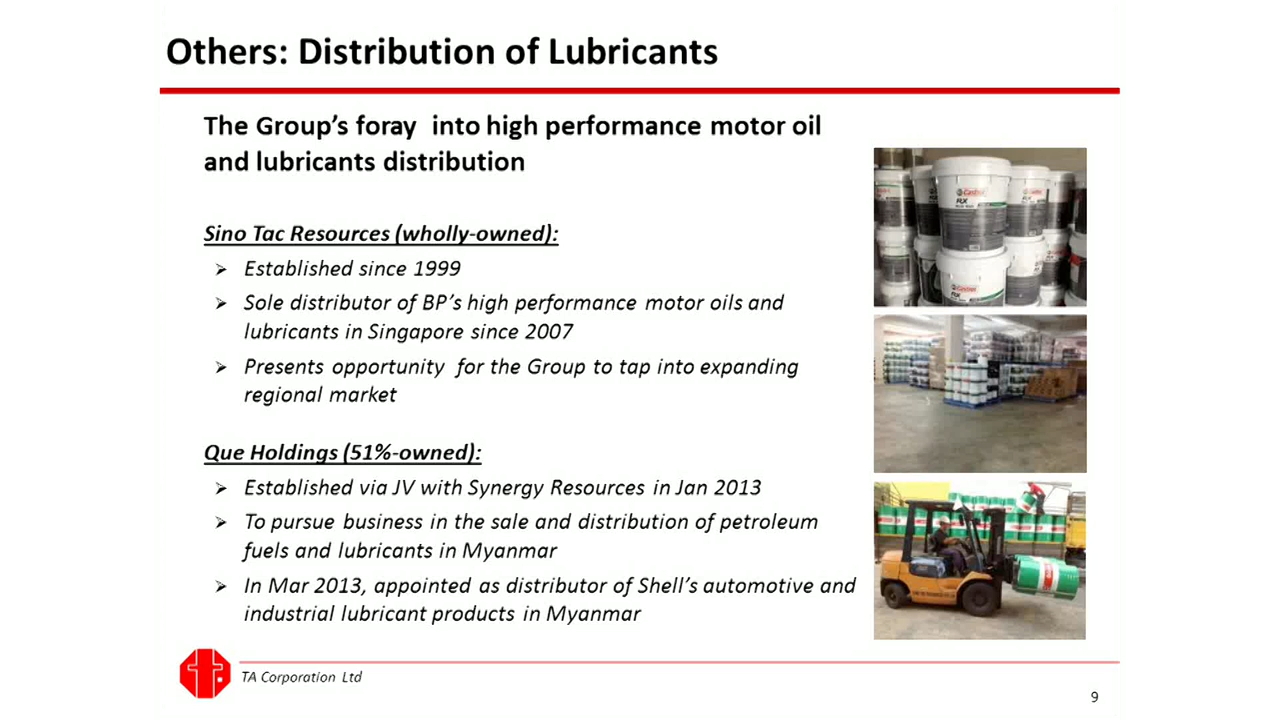 Others: Distribution of Lubricants
The Group's foray into high performance motor oil
and lubricants distribution
Sino Tac Resources (wholly-owned):
➢ Established since 1999
➢ Sole distributor of BP's high performance motor oils and
lubricants in Singapore since 2007
➢ Presents opportunity for the Group to tap into expanding
regional market
Que Holdings (51%-owned):
➢ Established via JV with Synergy Resources in Jan 2013
➢ To pursue business in the sale and distribution of petroleum
fuels and lubricants in Myanmar
➢ In Mar 2013, appointed as distributor of Shell's automotive and
industrial lubricant products in Myanmar
Castrol
RX
Castrol
RX
TA Corporation Ltd
9